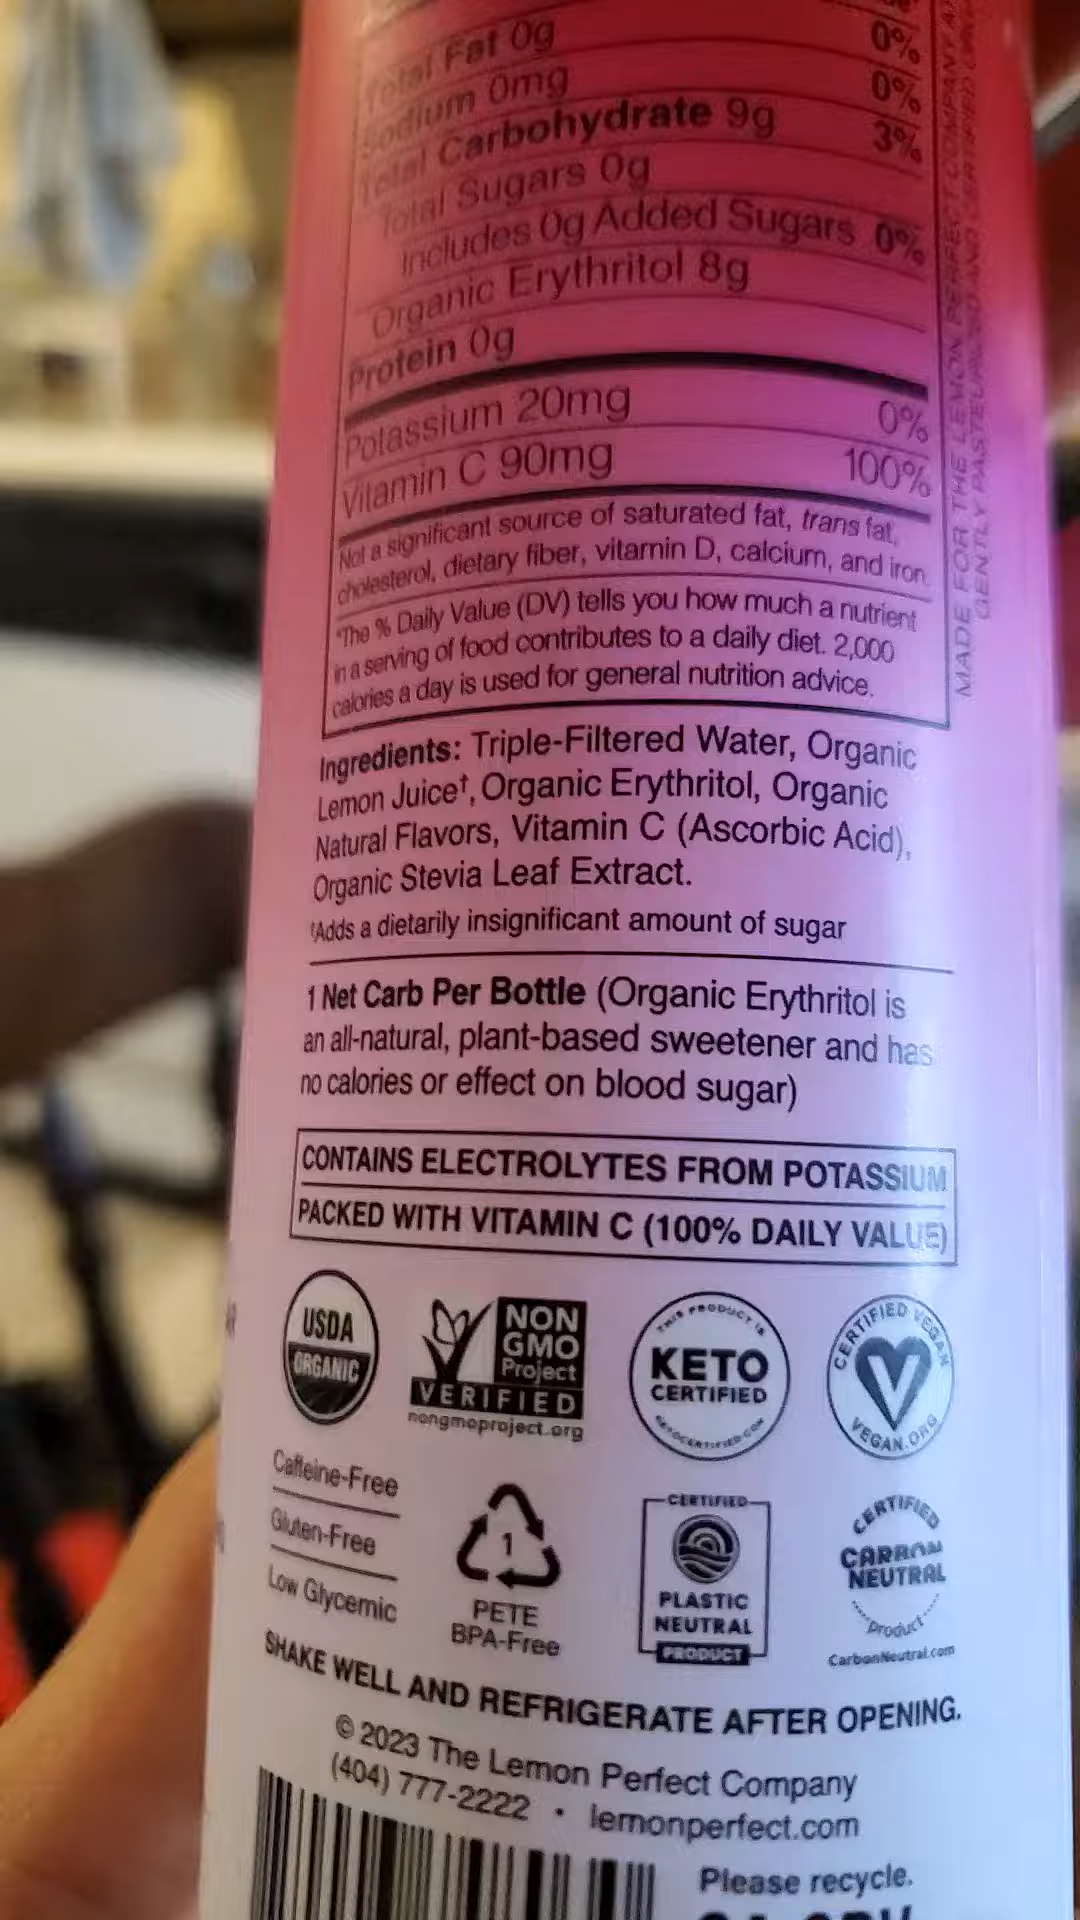 Total Fat 0g 0%
Sodium 0mg 0%
Total Carbohydrate 9g 3%
Total Sugars 0g
Includes 0g Added Sugars 0%
Organic Erythritol 8g
Protein 0g
Potassium 20mg 0%
Vitamin C 90mg 100%
Not a significant source of saturated fat, trans fat,
cholesterol, dietary fiber, vitamin D, calcium, and iron.
*The % Daily Value (DV) tells you how much a nutrient
in a serving of food contributes to a daily diet. 2,000
calories a day is used for general nutrition advice.
MADE FOR THE LEMON PERFECT COMPANY
GENTLY PASTEURIZED AND CERTIFIED
Ingredients: Triple-Filtered Water, Organic
Lemon Juice†, Organic Erythritol, Organic
Natural Flavors, Vitamin C (Ascorbic Acid),
Organic Stevia Leaf Extract.
†Adds a dietarily insignificant amount of sugar
1 Net Carb Per Bottle (Organic Erythritol is
an all-natural, plant-based sweetener and has
no calories or effect on blood sugar)
CONTAINS ELECTROLYTES FROM POTASSIUM
PACKED WITH VITAMIN C (100% DAILY VALUE)
USDA
ORGANIC
NON
GMO
Project
VERIFIED
nongmoproject.org
THIS PRODUCT IS
KETO
CERTIFIED
KETOCERTIFIED.COM
CERTIFIED VEGAN
V
VEGAN.ORG
Caffeine-Free
Gluten-Free
Low Glycemic
1
PETE
BPA-Free
CERTIFIED
PLASTIC
NEUTRAL
PRODUCT
CERTIFIED
CARBON
NEUTRAL
product
CarbonNeutral.com
SHAKE WELL AND REFRIGERATE AFTER OPENING.
© 2023 The Lemon Perfect Company
(404) 777-2222 • lemonperfect.com
Please recycle.